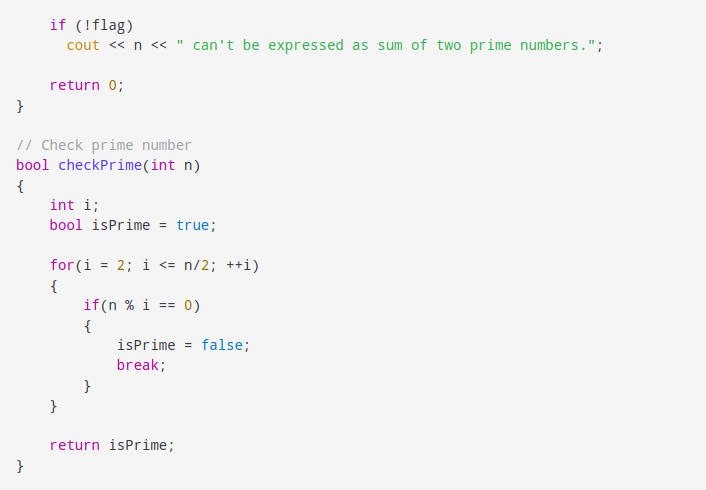 if (!flag)
      cout << n << " can't be expressed as sum of two prime numbers.";

    return 0;
}

// Check prime number
bool checkPrime(int n)
{
    int i;
    bool isPrime = true;

    for(i = 2; i <= n/2; ++i)
    {
        if(n % i == 0)
        {
            isPrime = false;
            break;
        }
    }

    return isPrime;
}